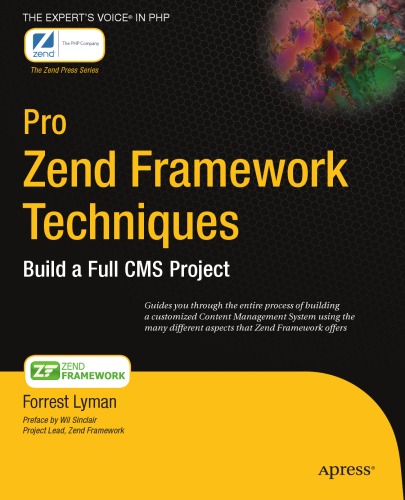 THE EXPERT'S VOICE® IN PHP
zend
The PHP Company
The Zend Press Series
Pro
Zend Framework
Techniques
Build a Full CMS Project
Guides you through the entire process of building
a customized Content Management System using the
many different aspects that Zend Framework offers
ZF ZEND
FRAMEWORK
Forrest Lyman
Preface by Wil Sinclair
Project Lead, Zend Framework
Apress®